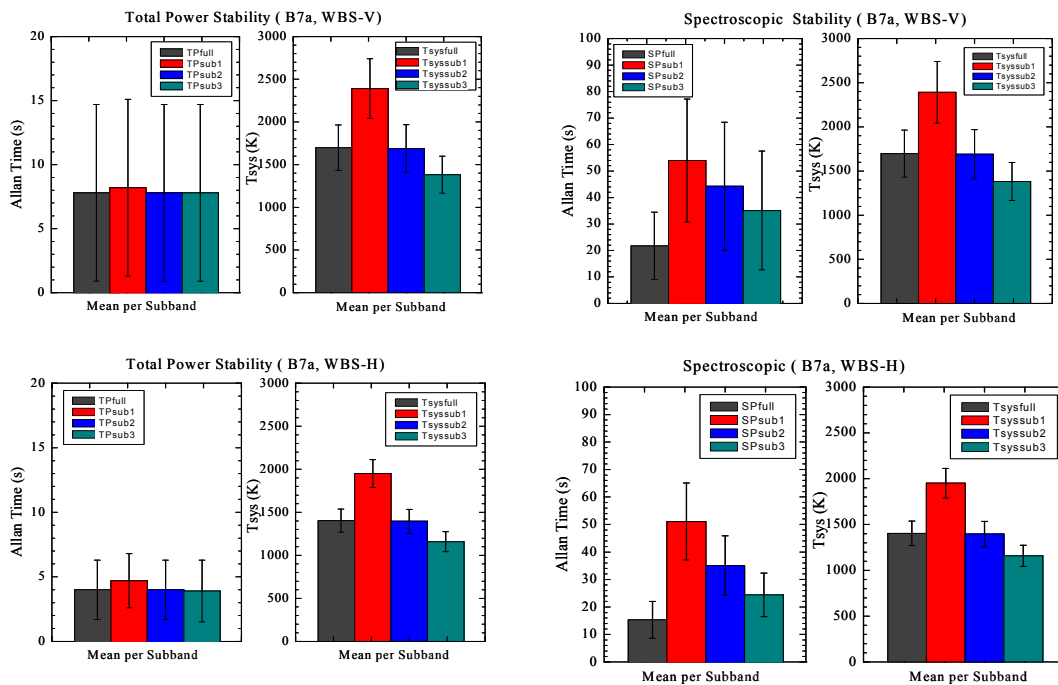 Total Power Stability ( B7a, WBS-V)
20
15
10
5
0
Allan Time (s)
TPfull
TPsub1
TPsub2
TPsub3
Mean per Subband
3000
2500
2000
1500
1000
500
0
Tsys (K)
Tsysfull
Tsyssub1
Tsyssub2
Tsyssub3
Mean per Subband
Spectroscopic Stability (B7a, WBS-V)
100
90
80
70
60
50
40
30
20
10
0
Allan Time (s)
SPfull
SPsub1
SPsub2
SPsub3
Mean per Subband
3000
2500
2000
1500
1000
500
0
Tsys (K)
Tsysfull
Tsyssub1
Tsyssub2
Tsyssub3
Mean per Subband
Total Power Stability ( B7a, WBS-H)
20
15
10
5
0
Allan Time (s)
TPfull
TPsub1
TPsub2
TPsub3
Mean per Subband
3000
2500
2000
1500
1000
500
0
Tsys (K)
Tsysfull
Tsyssub1
Tsyssub2
Tsyssub3
Mean per Subband
Spectroscopic ( B7a, WBS-H)
100
90
80
70
60
50
40
30
20
10
0
Allan Time (s)
SPfull
SPsub1
SPsub2
SPsub3
Mean per Subband
3000
2500
2000
1500
1000
500
0
Tsys (K)
Tsysfull
Tsyssub1
Tsyssub2
Tsyssub3
Mean per Subband